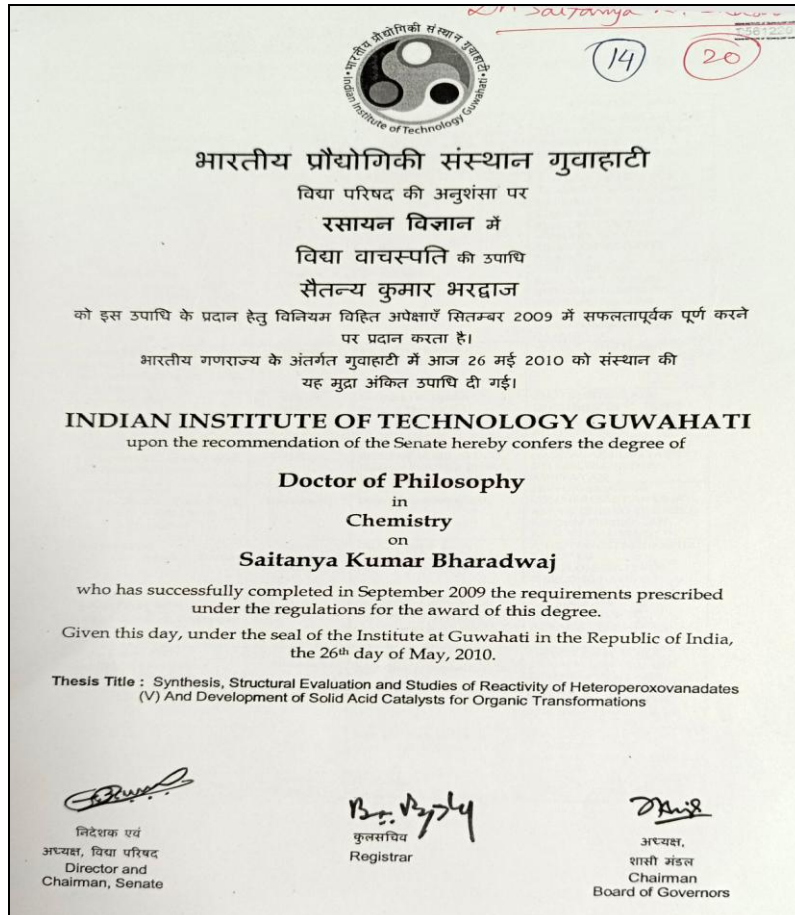 Dr. Saitanya
14 20
भारतीय प्रौद्योगिकी संस्थान गुवाहाटी
Indian Institute of Technology Guwahati
भारतीय प्रौद्योगिकी संस्थान गुवाहाटी
विद्या परिषद की अनुशंसा पर
रसायन विज्ञान में
विद्या वाचस्पति की उपाधि
सैतन्य कुमार भरद्वाज
को इस उपाधि के प्रदान हेतु विनियम विहित अपेक्षाएँ सितम्बर 2009 में सफलतापूर्वक पूर्ण करने
पर प्रदान करता है।
भारतीय गणराज्य के अंतर्गत गुवाहाटी में आज 26 मई 2010 को संस्थान की
यह मुद्रा अंकित उपाधि दी गई।
INDIAN INSTITUTE OF TECHNOLOGY GUWAHATI
upon the recommendation of the Senate hereby confers the degree of
Doctor of Philosophy
in
Chemistry
on
Saitanya Kumar Bharadwaj
who has successfully completed in September 2009 the requirements prescribed
under the regulations for the award of this degree.
Given this day, under the seal of the Institute at Guwahati in the Republic of India,
the 26th day of May, 2010.
Thesis Title : Synthesis, Structural Evaluation and Studies of Reactivity of Heteroperoxovanadates
(V) And Development of Solid Acid Catalysts for Organic Transformations
निदेशक एवं
अध्यक्ष, विद्या परिषद
Director and
Chairman, Senate
कुलसचिव
Registrar
अध्यक्ष,
शासी मंडल
Chairman
Board of Governors